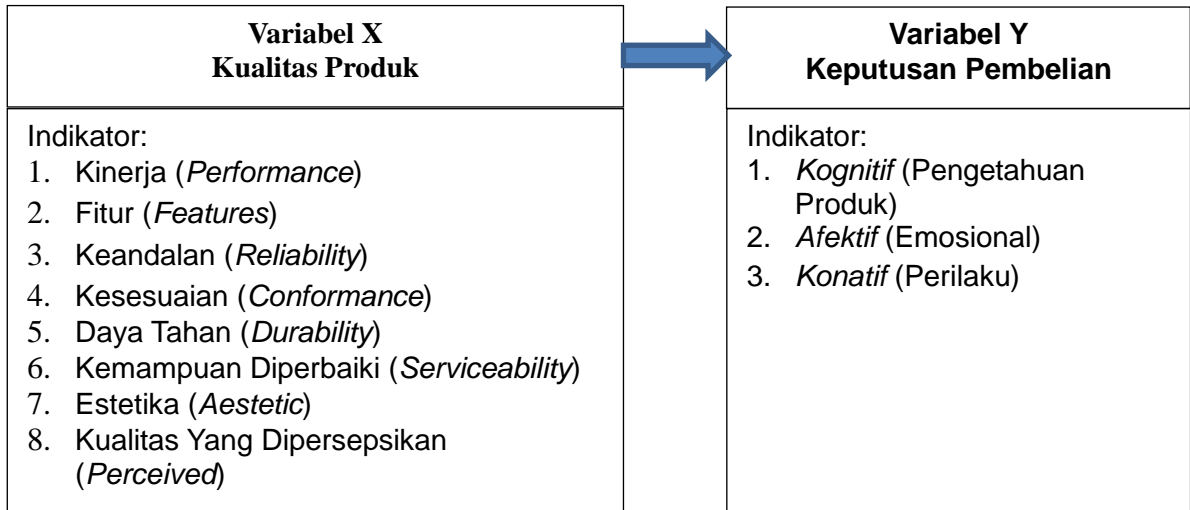 Variabel X
Kualitas Produk
Indikator:
1. Kinerja (Performance)
2. Fitur (Features)
3. Keandalan (Reliability)
4. Kesesuaian (Conformance)
5. Daya Tahan (Durability)
6. Kemampuan Diperbaiki (Serviceability)
7. Estetika (Aestetic)
8. Kualitas Yang Dipersepsikan
(Perceived)
Variabel Y
Keputusan Pembelian
Indikator:
1. Kognitif (Pengetahuan
Produk)
2. Afektif (Emosional)
3. Konatif (Perilaku)